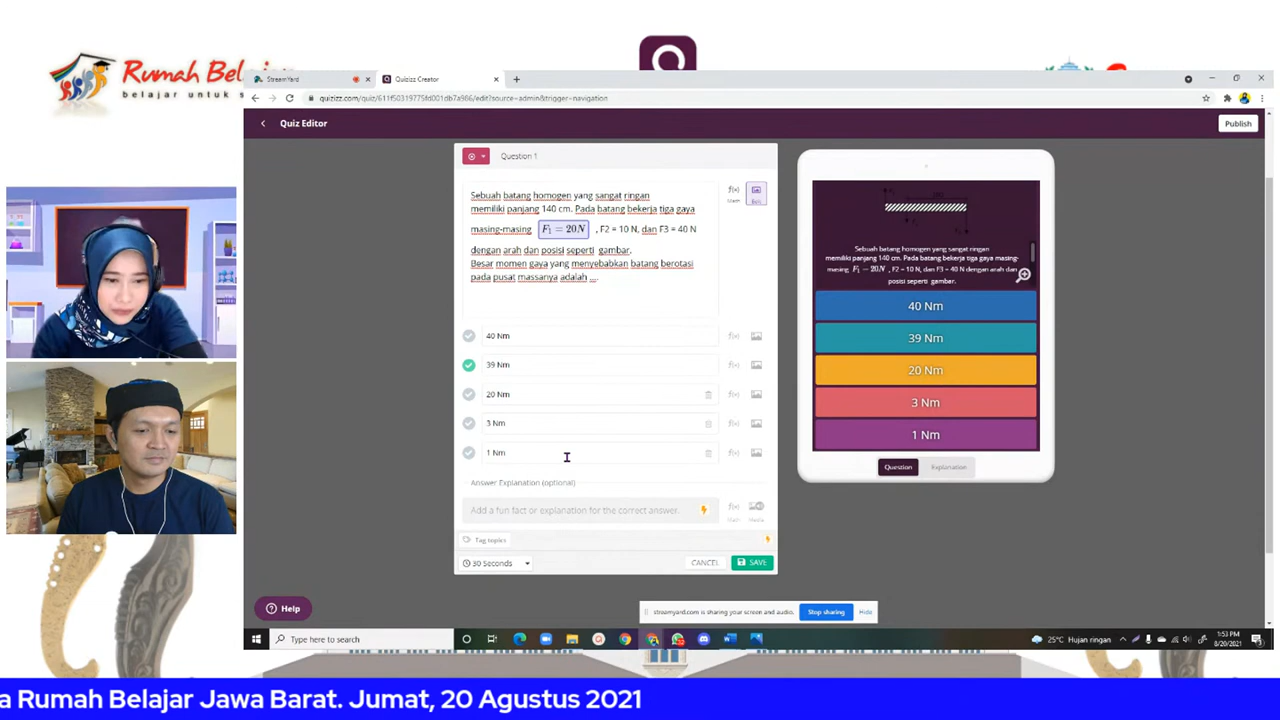 Rumah Bela
belajar untuk s
StreamYard
Quizizz Creator
quizizz.com/quiz/611f50319775fd001db7a986/edit?source=admin&trigger=navigation
Quiz Editor
Publish
Question 1
Sebuah batang homogen yang sangat ringan
memiliki panjang 140 cm. Pada batang bekerja tiga gaya
masing-masing F₁ = 20N , F2 = 10 N, dan F3 = 40 N
dengan arah dan posisi seperti gambar.
Besar momen gaya yang menyebabkan batang berotasi
pada pusat massanya adalah ....
f(x)
Math
Edit
40 Nm
39 Nm
20 Nm
3 Nm
1 Nm
Answer Explanation (optional)
Add a fun fact or explanation for the correct answer.
Math
Media
Tag topics
30 Seconds
CANCEL
SAVE
Sebuah batang homogen yang sangat ringan
memiliki panjang 140 cm. Pada batang bekerja tiga gaya masing-
masing F₁ = 20N , F2 = 10 N, dan F3 = 40 N dengan arah dan
posisi seperti gambar.
40 Nm
39 Nm
20 Nm
3 Nm
1 Nm
Question
Explanation
Help
streamyard.com is sharing your screen and audio.
Stop sharing
Hide
Type here to search
25°C Hujan ringan
1:53 PM
8/20/2021
a Rumah Belajar Jawa Barat. Jumat, 20 Agustus 2021